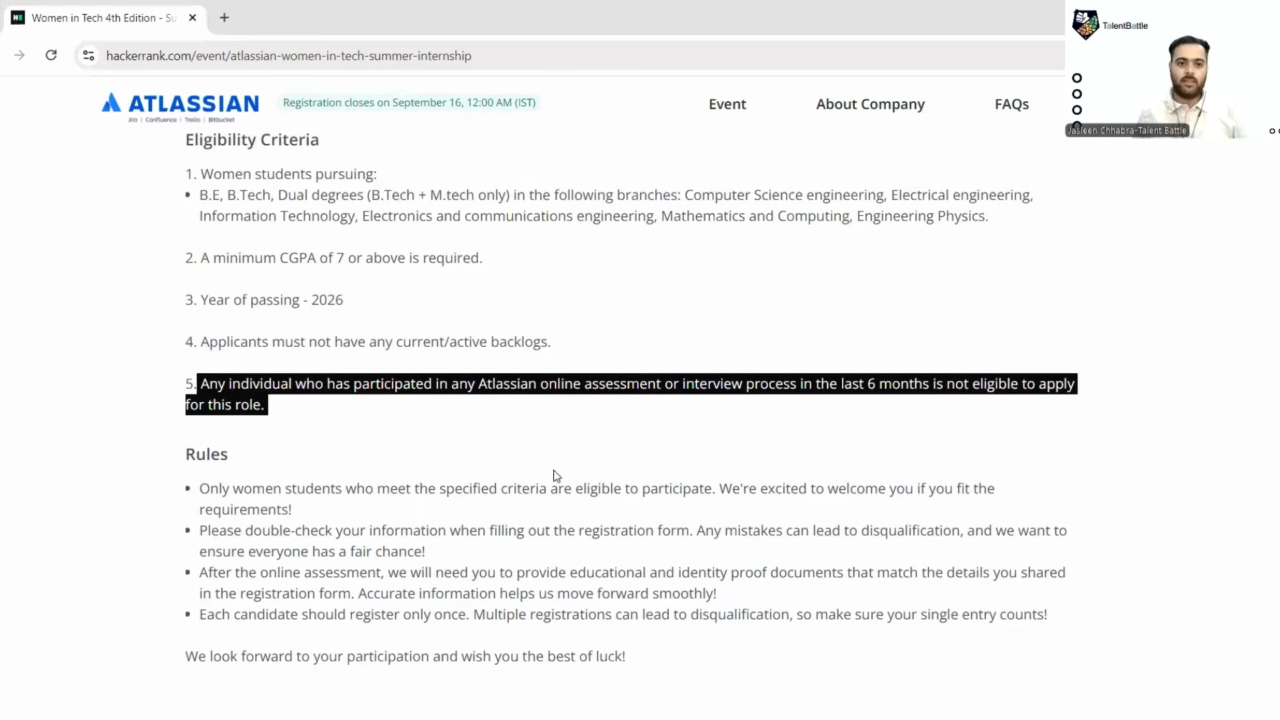 Women in Tech 4th Edition - Su
hackerrank.com/event/atlassian-women-in-tech-summer-internship
TalentBattle
Jasleen Chhabra-Talent Battle
ATLASSIAN
Jira | Confluence | Trello | Bitbucket
Registration closes on September 16, 12:00 AM (IST)
Event
About Company
FAQs
Eligibility Criteria
1. Women students pursuing:
• B.E, B.Tech, Dual degrees (B.Tech + M.tech only) in the following branches: Computer Science engineering, Electrical engineering,
Information Technology, Electronics and communications engineering, Mathematics and Computing, Engineering Physics.
2. A minimum CGPA of 7 or above is required.
3. Year of passing - 2026
4. Applicants must not have any current/active backlogs.
5. Any individual who has participated in any Atlassian online assessment or interview process in the last 6 months is not eligible to apply
for this role.
Rules
• Only women students who meet the specified criteria are eligible to participate. We're excited to welcome you if you fit the
requirements!
• Please double-check your information when filling out the registration form. Any mistakes can lead to disqualification, and we want to
ensure everyone has a fair chance!
• After the online assessment, we will need you to provide educational and identity proof documents that match the details you shared
in the registration form. Accurate information helps us move forward smoothly!
• Each candidate should register only once. Multiple registrations can lead to disqualification, so make sure your single entry counts!
We look forward to your participation and wish you the best of luck!